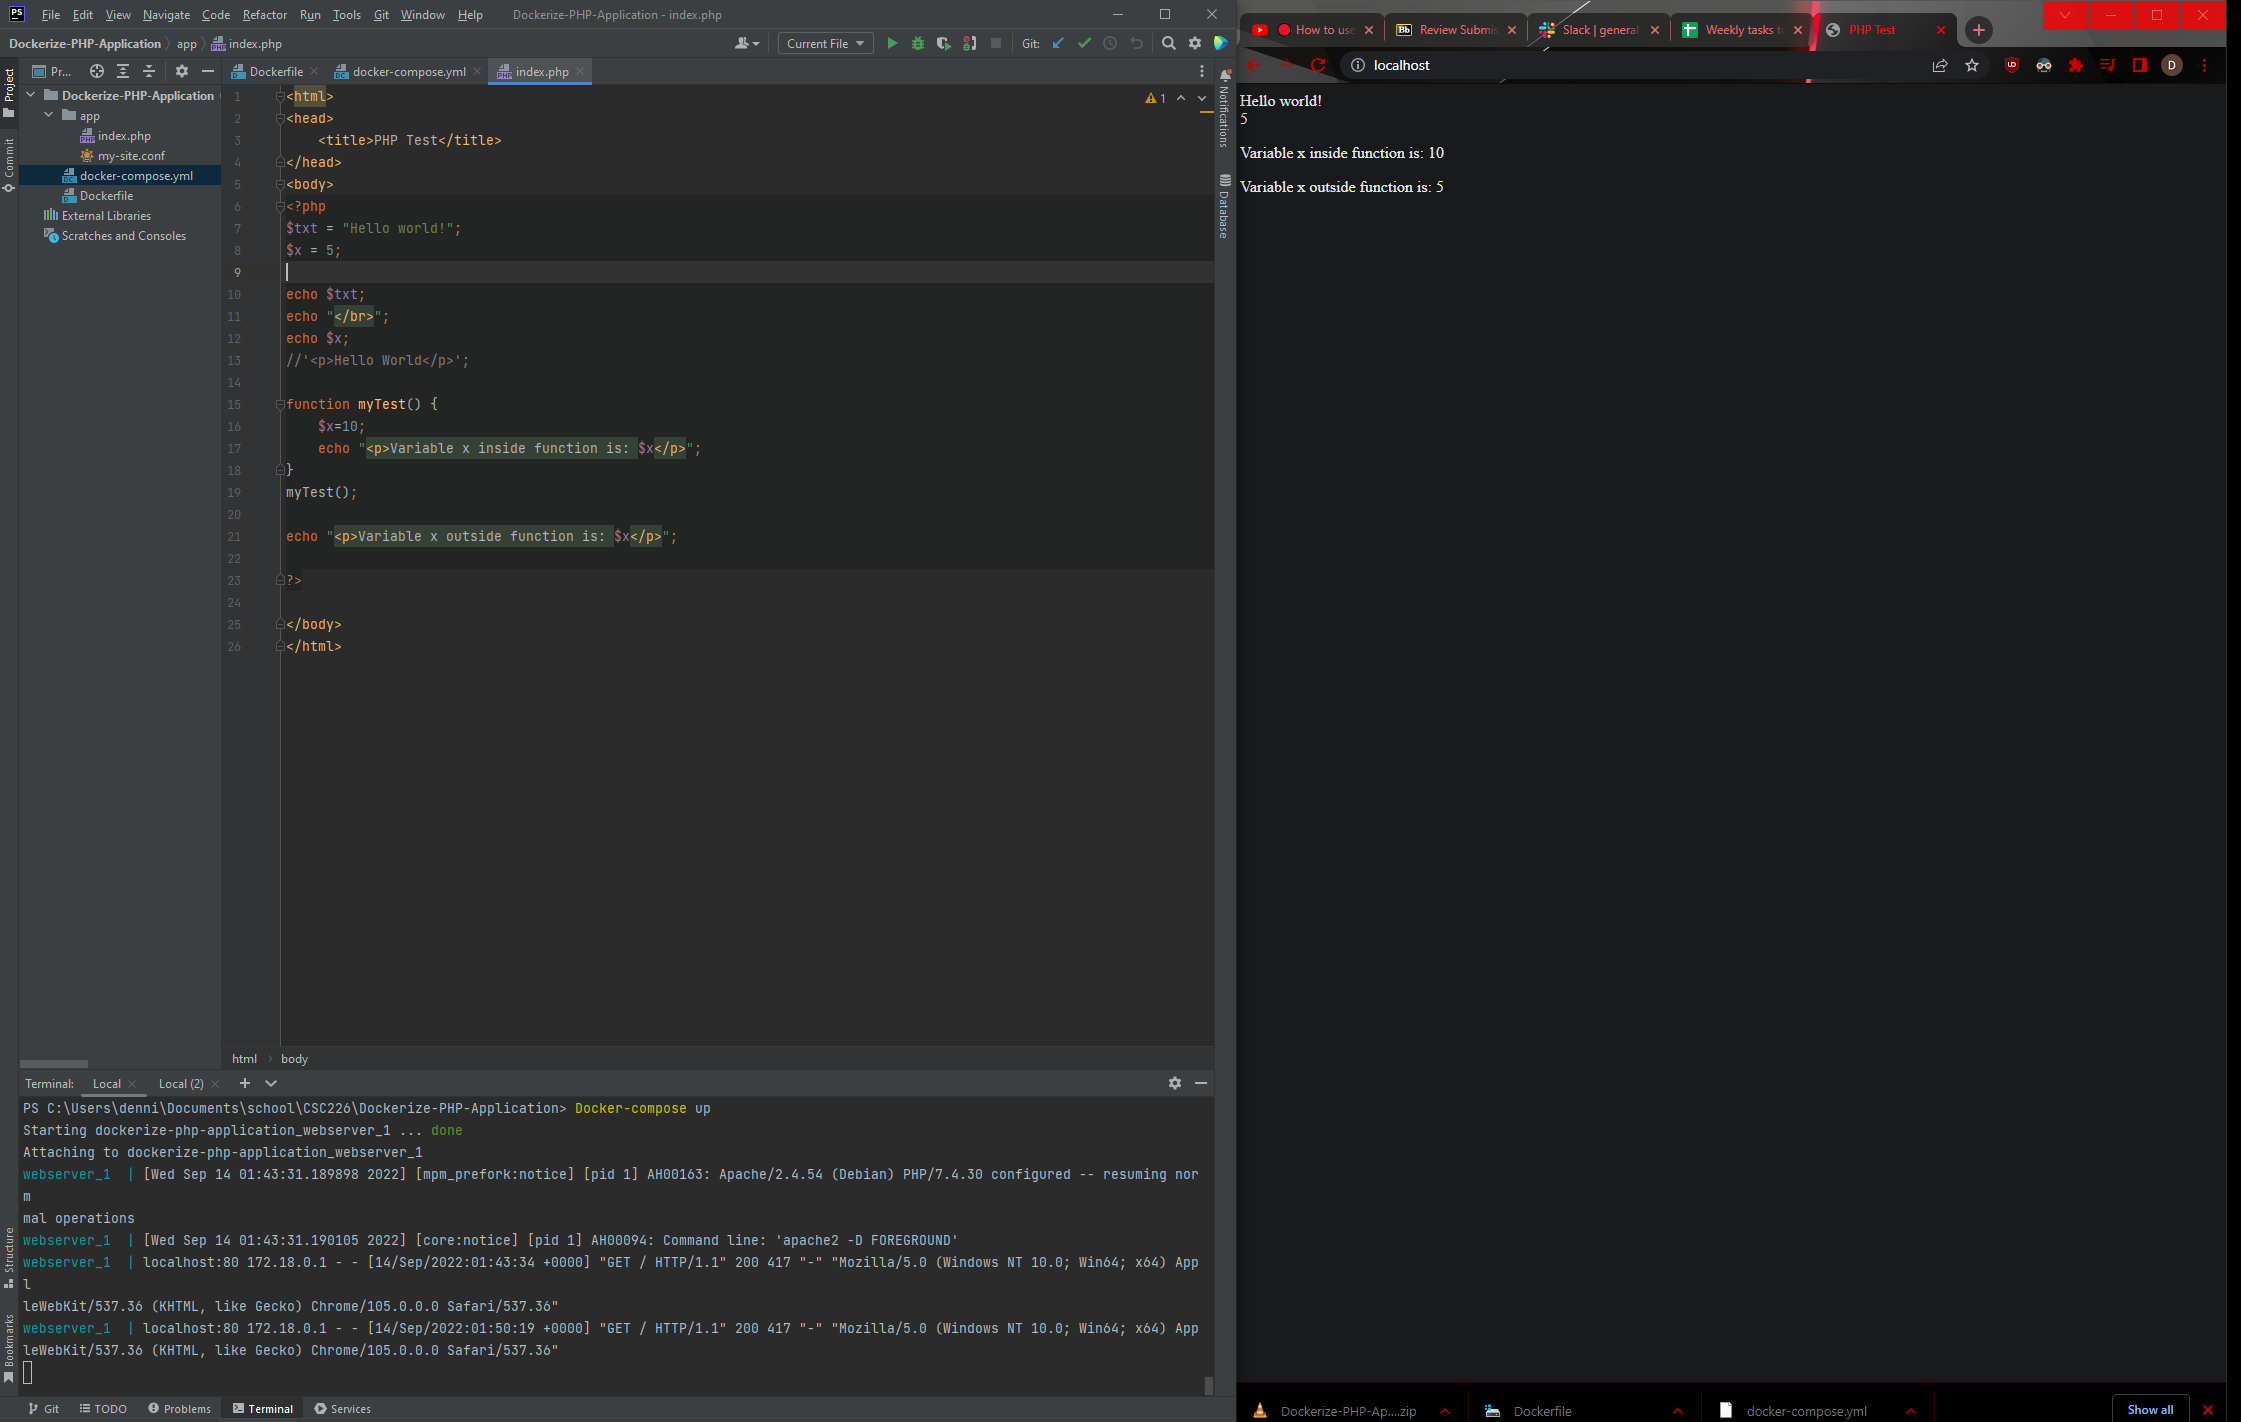 PS File Edit View Navigate Code Refactor Run Tools Git Window Help Dockerize-PHP-Application - index.php
Dockerize-PHP-Application app index.php Current File Git:
Project
Commit
Structure
Bookmarks
Pr...
Dockerize-PHP-Application
app
index.php
my-site.conf
docker-compose.yml
Dockerfile
External Libraries
Scratches and Consoles
Dockerfile docker-compose.yml index.php
1 <html>
2 <head>
3 <title>PHP Test</title>
4 </head>
5 <body>
6 <?php
7 $txt = "Hello world!";
8 $x = 5;
9
10 echo $txt;
11 echo "</br>";
12 echo $x;
13 //'<p>Hello World</p>';
14
15 function myTest() {
16 $x=10;
17 echo "<p>Variable x inside function is: $x</p>";
18 }
19 myTest();
20
21 echo "<p>Variable x outside function is: $x</p>";
22
23 ?>
24
25 </body>
26 </html>
1
Notifications
Database
html body
Terminal: Local Local (2)
PS C:\Users\denni\Documents\school\CSC226\Dockerize-PHP-Application> Docker-compose up
Starting dockerize-php-application_webserver_1 ... done
Attaching to dockerize-php-application_webserver_1
webserver_1 | [Wed Sep 14 01:43:31.189898 2022] [mpm_prefork:notice] [pid 1] AH00163: Apache/2.4.54 (Debian) PHP/7.4.30 configured -- resuming nor
m
mal operations
webserver_1 | [Wed Sep 14 01:43:31.190105 2022] [core:notice] [pid 1] AH00094: Command line: 'apache2 -D FOREGROUND'
webserver_1 | localhost:80 172.18.0.1 - - [14/Sep/2022:01:43:34 +0000] "GET / HTTP/1.1" 200 417 "-" "Mozilla/5.0 (Windows NT 10.0; Win64; x64) App
l
leWebKit/537.36 (KHTML, like Gecko) Chrome/105.0.0.0 Safari/537.36"
webserver_1 | localhost:80 172.18.0.1 - - [14/Sep/2022:01:50:19 +0000] "GET / HTTP/1.1" 200 417 "-" "Mozilla/5.0 (Windows NT 10.0; Win64; x64) App
leWebKit/537.36 (KHTML, like Gecko) Chrome/105.0.0.0 Safari/537.36"
Git TODO Problems Terminal Services
How to use Bb Review Submis Slack | general Weekly tasks t PHP Test
localhost D
Hello world!
5
Variable x inside function is: 10
Variable x outside function is: 5
Dockerize-PHP-Ap....zip Dockerfile docker-compose.yml Show all